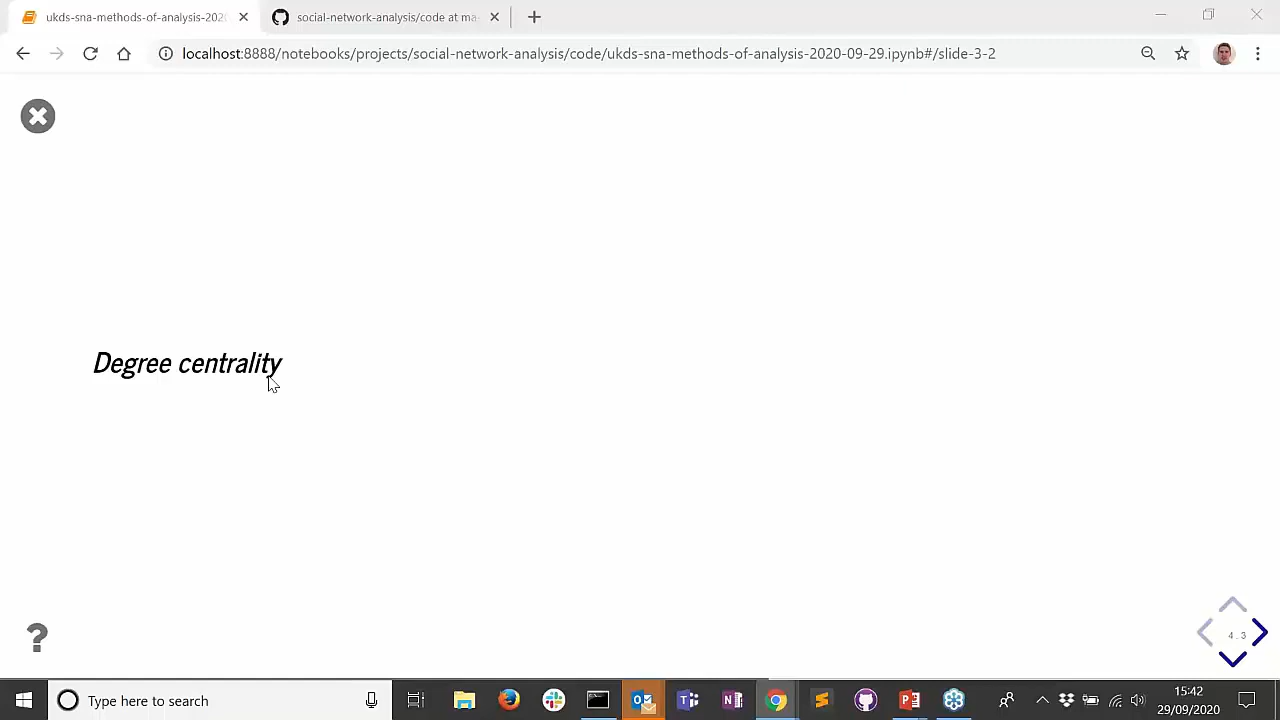 ukds-sna-methods-of-analysis-202
social-network-analysis/code at ma
localhost:8888/notebooks/projects/social-network-analysis/code/ukds-sna-methods-of-analysis-2020-09-29.ipynb#/slide-3-2
Degree centrality
?
4 . 3
Type here to search
15:42
29/09/2020